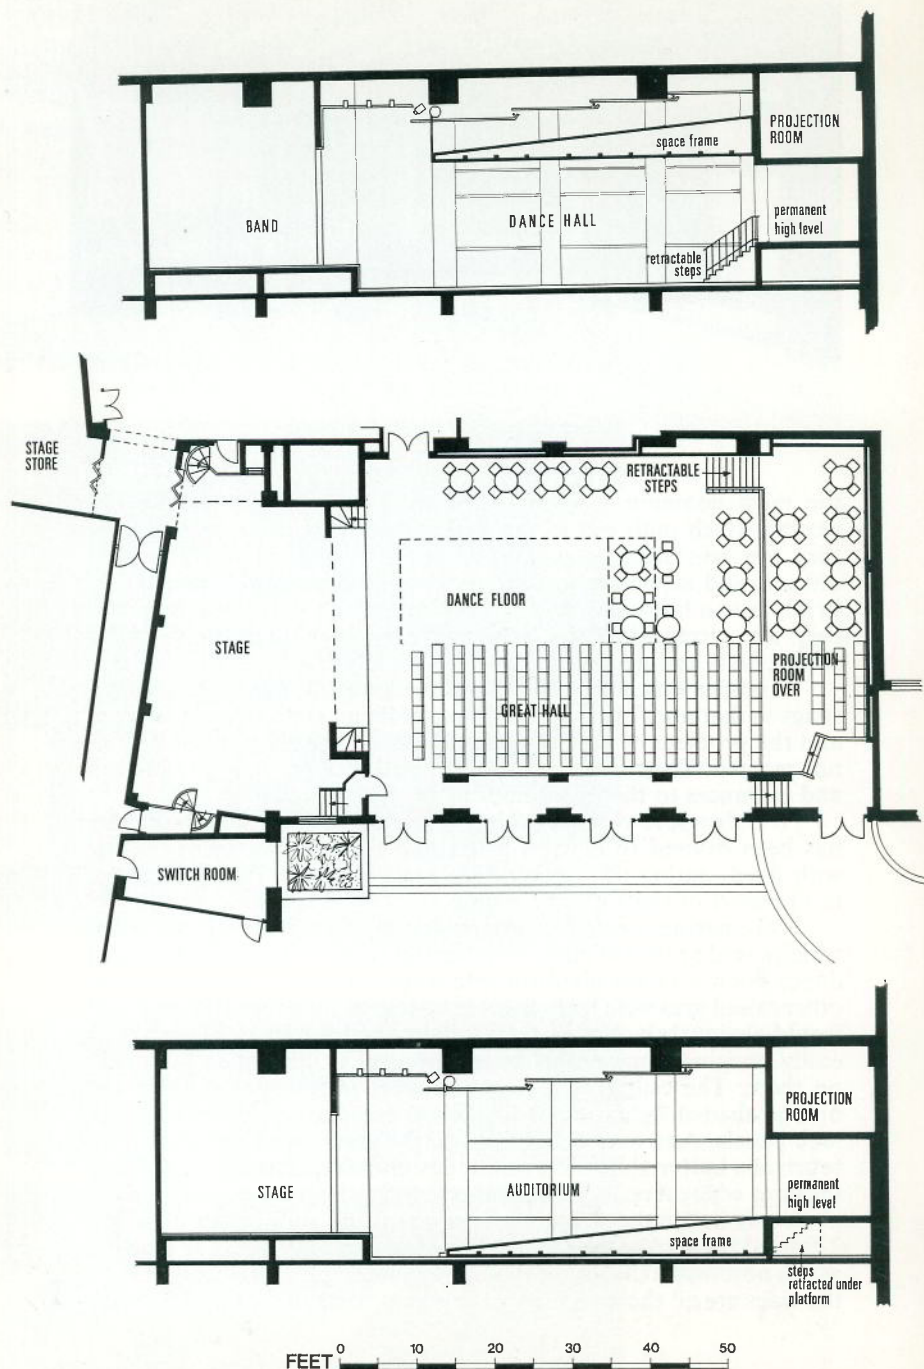 PROJECTION
ROOM
space frame
BAND
DANCE HALL
permanent
high level
retractable
steps
STAGE
STORE
RETRACTABLE
STEPS
DANCE FLOOR
STAGE
PROJECTION
ROOM
OVER
GREAT HALL
SWITCH ROOM
PROJECTION
ROOM
STAGE
AUDITORIUM
permanent
high level
space frame
steps
retracted under
platform
FEET 0 10 20 30 40 50